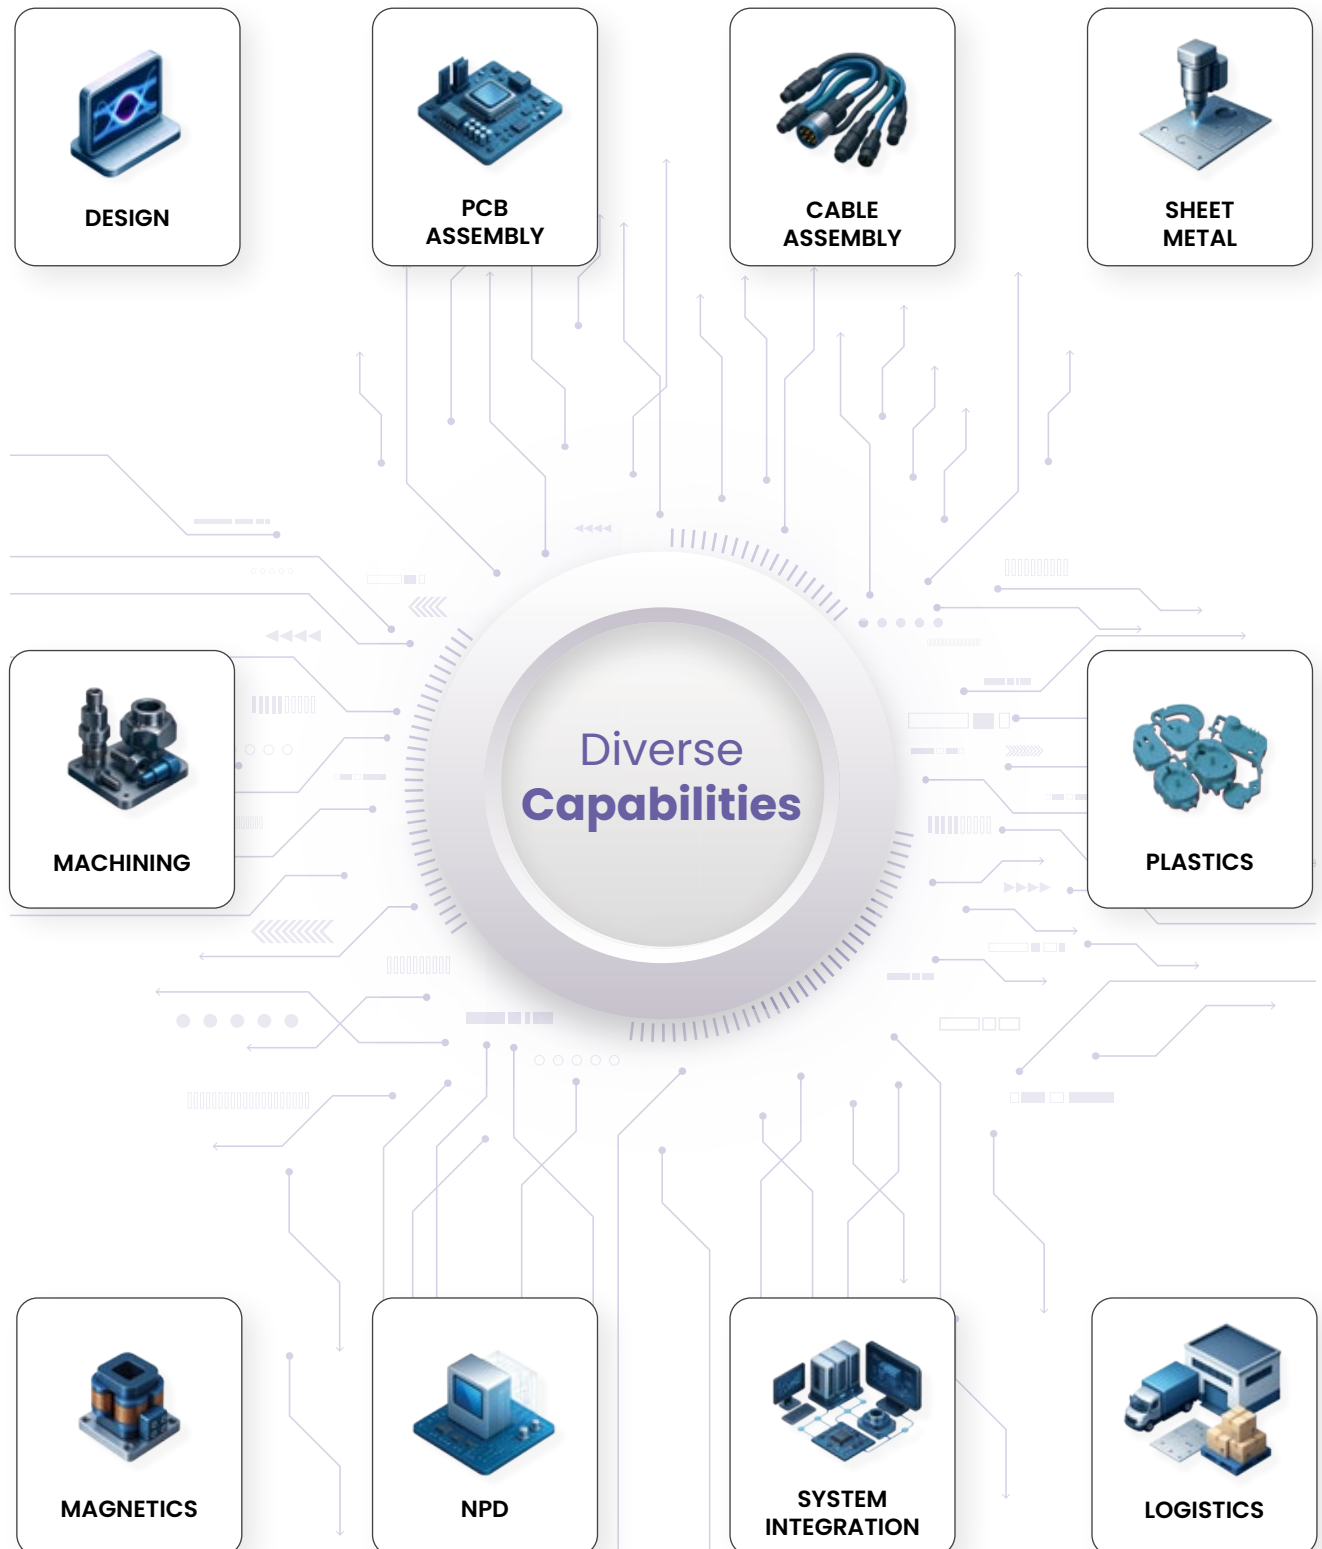 DESIGN
PCB
ASSEMBLY
CABLE
ASSEMBLY
SHEET
METAL
Diverse
Capabilities
MACHINING
PLASTICS
MAGNETICS
NPD
SYSTEM
INTEGRATION
LOGISTICS